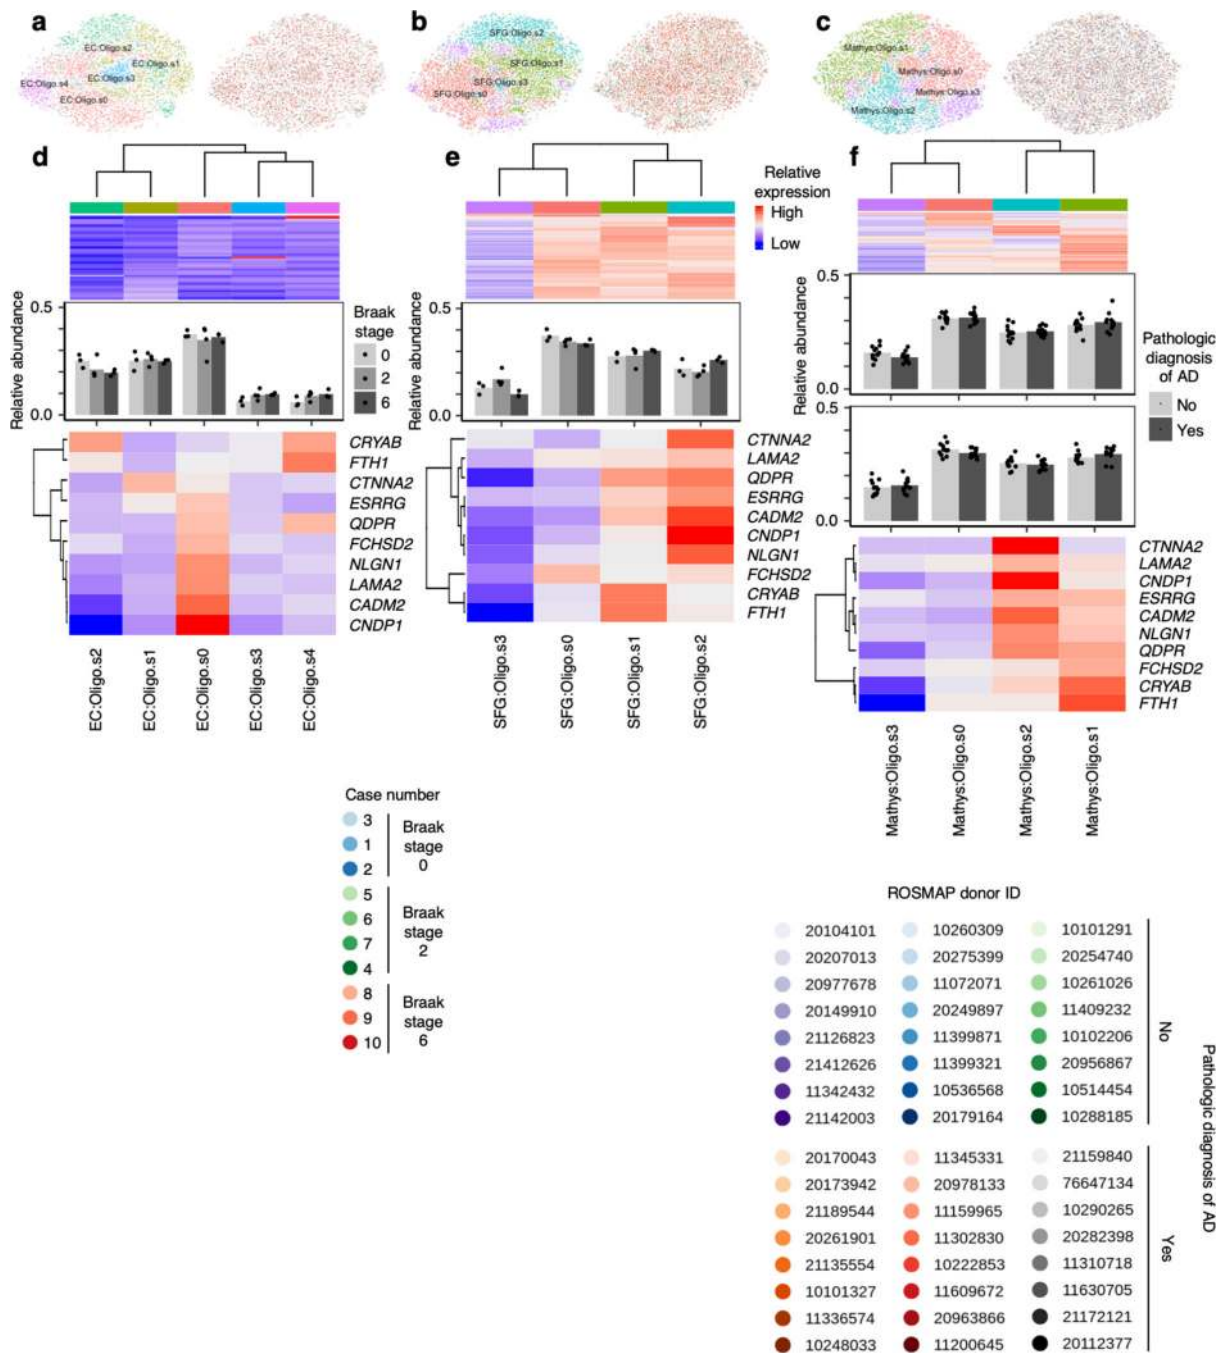 a
EC:Oligo.s2
EC:Oligo.s1
EC:Oligo.s3
EC:Oligo.s4
EC:Oligo.s0
b
SFG:Oligo.s2
SFG:Oligo.s1
SFG:Oligo.s3
SFG:Oligo.s0
c
Mathys:Oligo.s1
Mathys:Oligo.s0
Mathys:Oligo.s3
Mathys:Oligo.s2
d
0.5
Relative abundance
0.0
Braak
stage
0
2
6
CRYAB
FTH1
CTNNA2
ESRRG
QDPR
FCHSD2
NLGN1
LAMA2
CADM2
CNDP1
EC:Oligo.s2
EC:Oligo.s1
EC:Oligo.s0
EC:Oligo.s3
EC:Oligo.s4
e
Relative
expression
High
Low
0.5
Relative abundance
0.0
CTNNA2
LAMA2
QDPR
ESRRG
CADM2
CNDP1
NLGN1
FCHSD2
CRYAB
FTH1
SFG:Oligo.s3
SFG:Oligo.s0
SFG:Oligo.s1
SFG:Oligo.s2
f
0.5
Relative abundance
0.0
0.5
0.0
Pathologic
diagnosis
of AD
No
Yes
CTNNA2
LAMA2
CNDP1
ESRRG
CADM2
NLGN1
QDPR
FCHSD2
CRYAB
FTH1
Mathys:Oligo.s3
Mathys:Oligo.s0
Mathys:Oligo.s2
Mathys:Oligo.s1
Case number
3
1
2
Braak
stage
0
5
6
7
4
Braak
stage
2
8
9
10
Braak
stage
6
ROSMAP donor ID
20104101 10260309 10101291
20207013 20275399 20254740
20977678 11072071 10261026
20149910 20249897 11409232
21126823 11399871 10102206
21412626 11399321 20956867
11342432 10536568 10514454
21142003 20179164 10288185
No
20170043 11345331 21159840
20173942 20978133 76647134
21189544 11159965 10290265
20261901 11302830 20282398
21135554 10222853 11310718
10101327 11609672 11630705
11336574 20963866 21172121
10248033 11200645 20112377
Yes
Pathologic diagnosis of AD